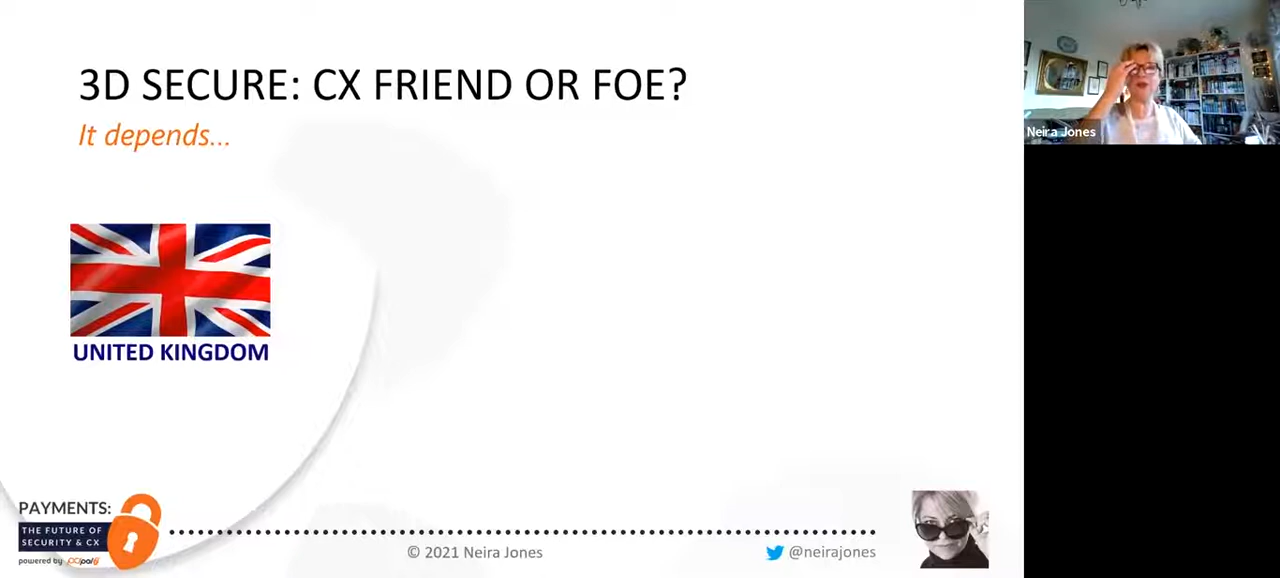 3D SECURE: CX FRIEND OR FOE?
It depends...
Neira Jones
UNITED KINGDOM
PAYMENTS:
THE FUTURE OF
SECURITY & CX
powered by pcipal
© 2021 Neira Jones
@neirajones